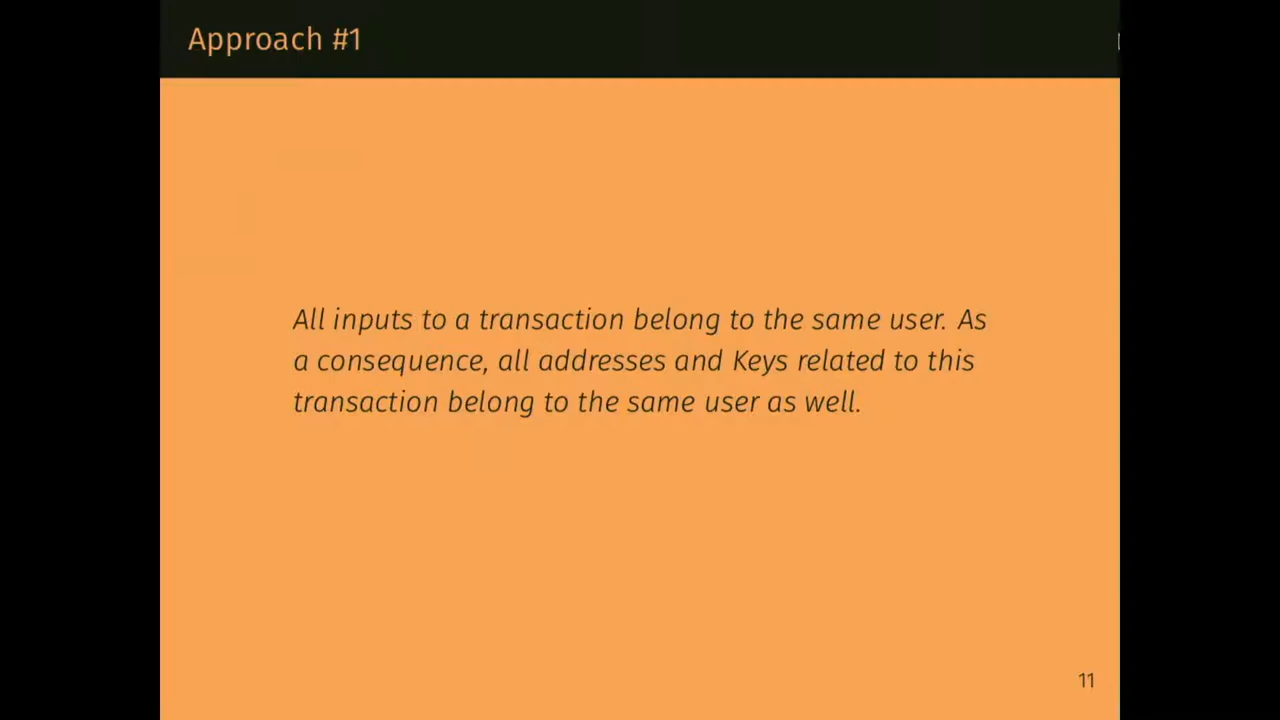 Approach #1
All inputs to a transaction belong to the same user. As
a consequence, all addresses and Keys related to this
transaction belong to the same user as well.
11